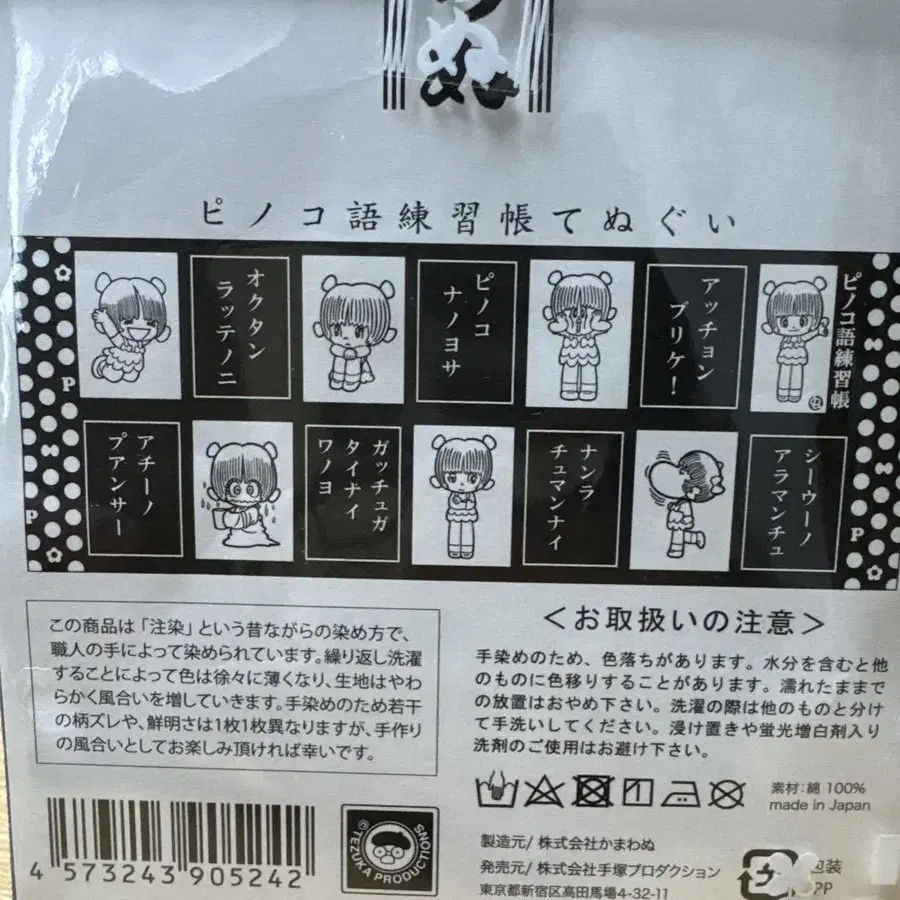 ぬ
ピノコ語練習帳てぬぐい
ピノコ語練習帳
アッチョン
ブリケ！
ピノコ
ナノヨサ
オクタン
ラッテノニ
シーウーノ
アラマンチュ
ナンラ
チュマンナイ
ガッチュガ
タイナイ
ワノヨ
アチーノ
プアンサー
P
P
P
この商品は「注染」という昔ながらの染め方で、
職人の手によって染められています。繰り返し洗濯
することによって色は徐々に薄くなり、生地はやわ
らかく風合いを増していきます。手染めのため若干
の柄ズレや、鮮明さは1枚1枚異なりますが、手作り
の風合いとしてお楽しみ頂ければ幸いです。
＜お取扱いの注意＞
手染めのため、色落ちがあります。水分を含むと他
のものに色移りすることがあります。濡れたままで
の放置はおやめ下さい。洗濯の際は他のものと分け
て手洗いしてください。浸け置きや蛍光増白剤入り
洗剤のご使用はお避け下さい。
素材：綿 100%
made in Japan
4 573243 905242
©TEZUKA PRODUCTIONS
製造元/ 株式会社かまわぬ
発売元/ 株式会社手塚プロダクション
東京都新宿区高田馬場4-32-11
包装
PP